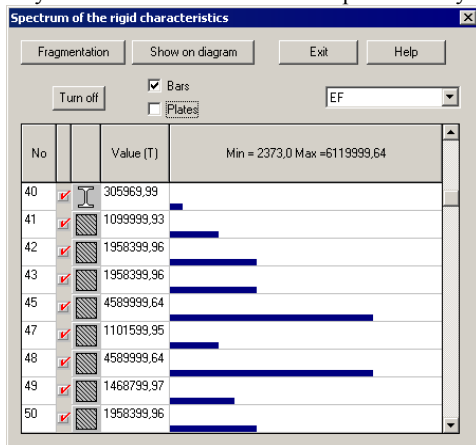 Spectrum of the rigid characteristics
Fragmentation Show on diagram Exit Help
Turn off
Bars
Plates
EF
No Value (T) Min = 2373,0 Max =6119999,64
40 305969,99
41 1099999,93
42 1958399,96
43 1958399,96
45 4589999,64
47 1101599,95
48 4589999,64
49 1468799,97
50 1958399,96